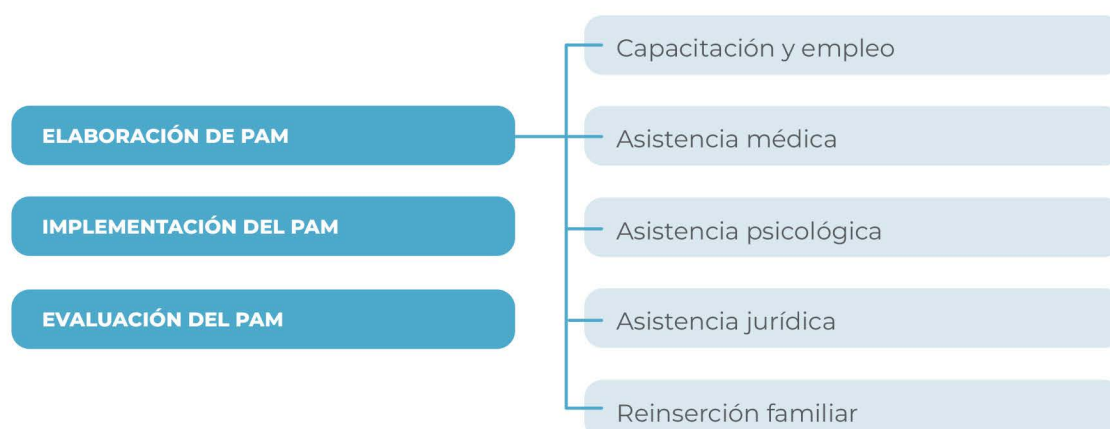 ELABORACIÓN DE PAM
IMPLEMENTACIÓN DEL PAM
EVALUACIÓN DEL PAM
Capacitación y empleo
Asistencia médica
Asistencia psicológica
Asistencia jurídica
Reinserción familiar